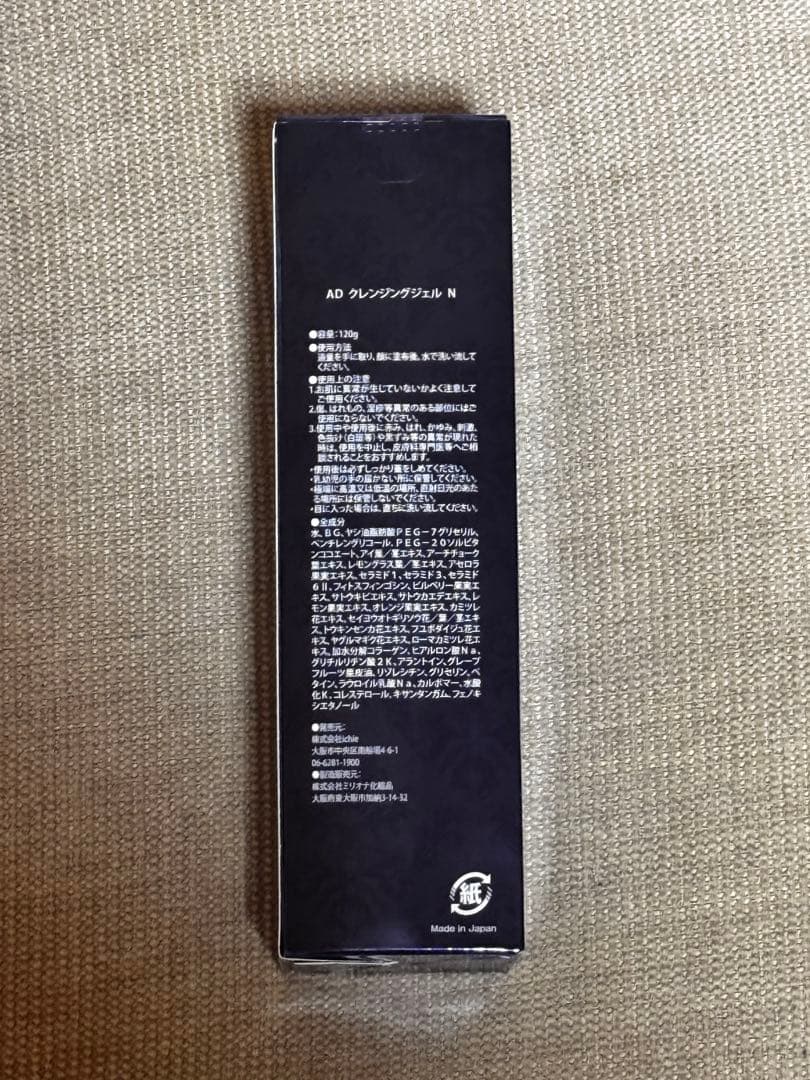 AD クレンジングジェル N
●容量:120g
●使用方法
適量を手に取り、顔に塗布後、水で洗い流して
ください。
●使用上の注意
1.お肌に異常が生じていないかよく注意して
ご使用ください。
2.傷、はれもの、湿疹等異常のある部位にはご
使用にならないでください。
3.使用中や使用後に赤み、はれ、かゆみ、刺激、
色抜け(白斑等)や黒ずみ等の異常が現れた
時は、使用を中止し、皮膚科専門医等へご相
談されることをおすすめします。
・使用後は必ずしっかり蓋をしめてください。
・乳幼児の手の届かない所に保管してください。
・極端に高温又は低温の場所、直射日光のあた
る場所には保管しないでください。
・目に入った場合は、直ちに洗い流してください。
●全成分
水、BG、ヤシ油脂肪酸PEG-7グリセリル、
ペンチレングリコール、PEG-20ソルビタ
ンココエート、アイ葉/茎エキス、アーチチョーク
葉エキス、レモングラス葉/茎エキス、アセロラ
果実エキス、セラミド1、セラミド3、セラミド
6II、フィトスフィンゴシン、ビルベリー果実エ
キス、サトウキビエキス、サトウカエデエキス、レ
モン果実エキス、オレンジ果実エキス、カミツレ
花エキス、セイヨウオトギリソウ花/葉/茎エキ
ス、トウキンセンカ花エキス、フユボダイジュ花エ
キス、ヤグルマギク花エキス、ローマカミツレ花エ
キス、加水分解コラーゲン、ヒアルロン酸Na、
グリチルリチン酸2K、アラントイン、グレープ
フルーツ果皮油、リゾレシチン、グリセリン、ベ
タイン、ラウロイル乳酸Na、カルボマー、水酸
化K、コレステロール、キサンタンガム、フェノキ
シエタノール
●発売元:
株式会社ichie
大阪市中央区南船場4-6-1
06-6281-1900
●製造販売元:
株式会社ミリオナ化粧品
大阪府東大阪市加納3-14-32
紙
Made in Japan